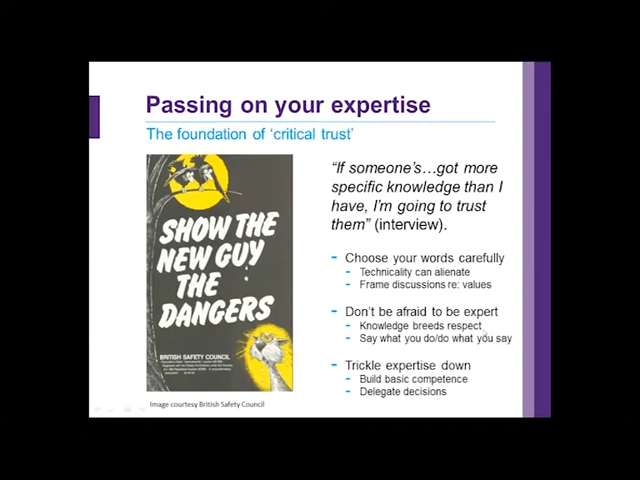 Passing on your expertise
The foundation of ‘critical trust’
SHOW THE
NEW GUY
THE
DANGERS
BRITISH SAFETY COUNCIL
Image courtesy British Safety Council
“If someone’s…got more
specific knowledge than I
have, I’m going to trust
them” (interview).
- Choose your words carefully
- Technicality can alienate
- Frame discussions re: values
- Don’t be afraid to be expert
- Knowledge breeds respect
- Say what you do/do what you say
- Trickle expertise down
- Build basic competence
- Delegate decisions